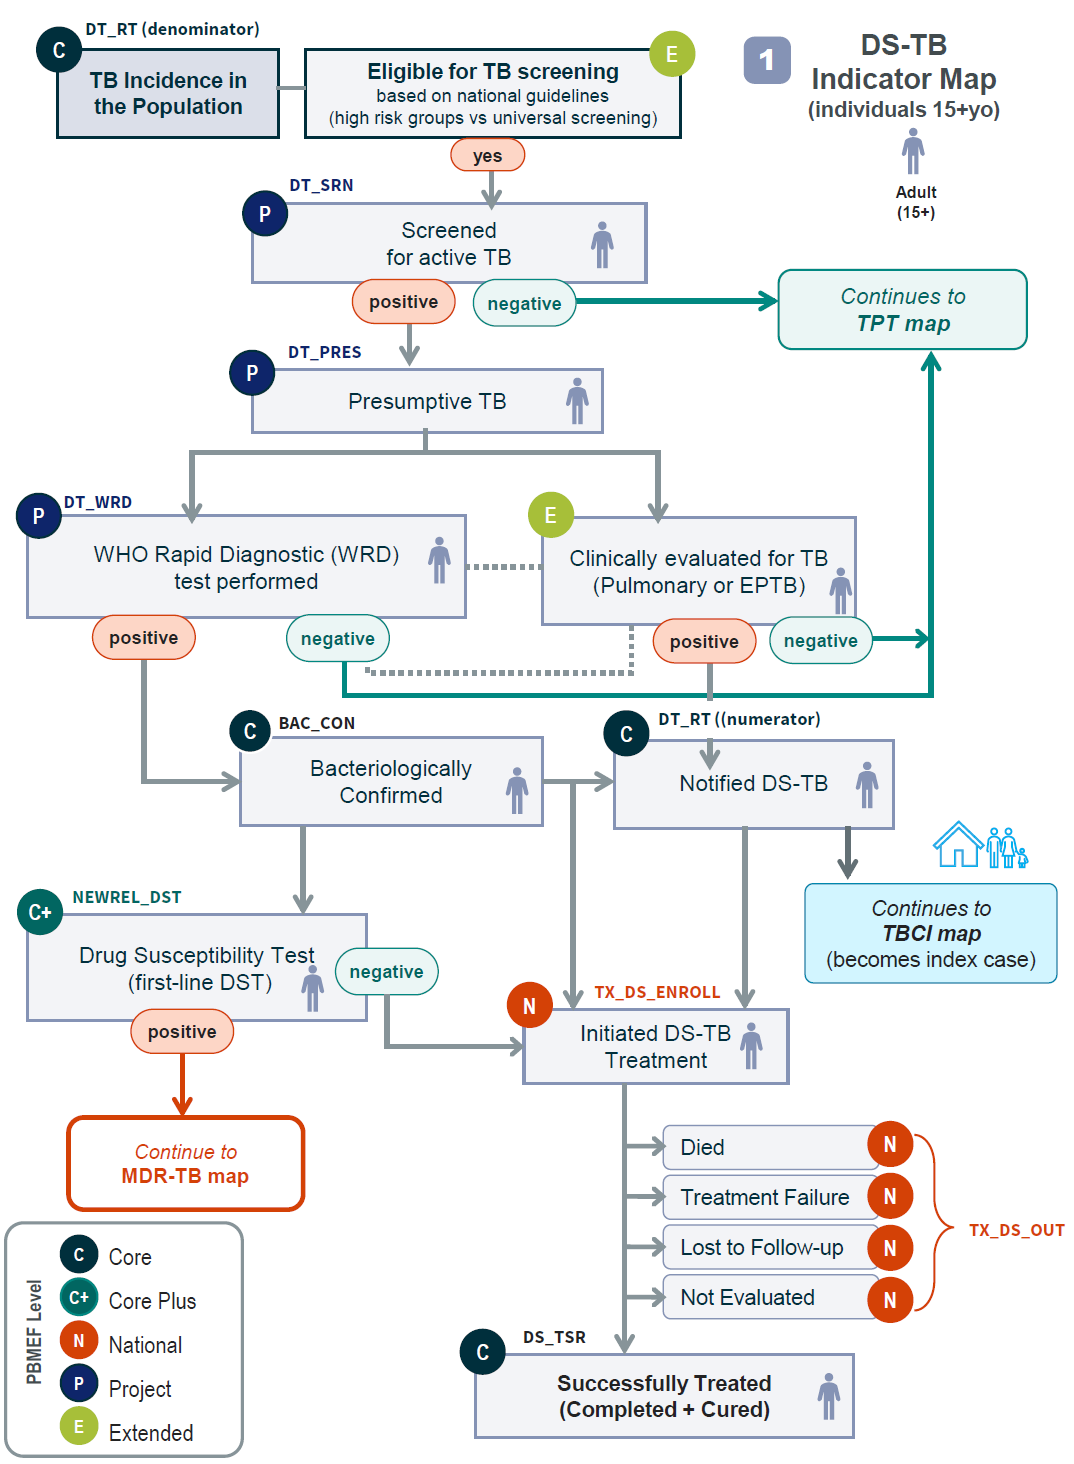 DT_RT (denominator)
C
TB Incidence in
the Population
E
Eligible for TB screening
based on national guidelines
(high risk groups vs universal screening)
yes
1
DS-TB
Indicator Map
(individuals 15+yo)
Adult
(15+)
DT_SRN
P
Screened
for active TB
positive
negative
Continues to
TPT map
DT_PRES
P
Presumptive TB
DT_WRD
P
WHO Rapid Diagnostic (WRD)
test performed
positive
negative
E
Clinically evaluated for TB
(Pulmonary or EPTB)
positive
negative
BAC_CON
C
Bacteriologically
Confirmed
DT_RT ((numerator)
C
Notified DS-TB
Continues to
TBCI map
(becomes index case)
NEWREL_DST
C+
Drug Susceptibility Test
(first-line DST)
negative
positive
TX_DS_ENROLL
N
Initiated DS-TB
Treatment
Continue to
MDR-TB map
Died
N
Treatment Failure
N
Lost to Follow-up
N
Not Evaluated
N
TX_DS_OUT
DS_TSR
C
Successfully Treated
(Completed + Cured)
PBMEF Level
C Core
C+ Core Plus
N National
P Project
E Extended